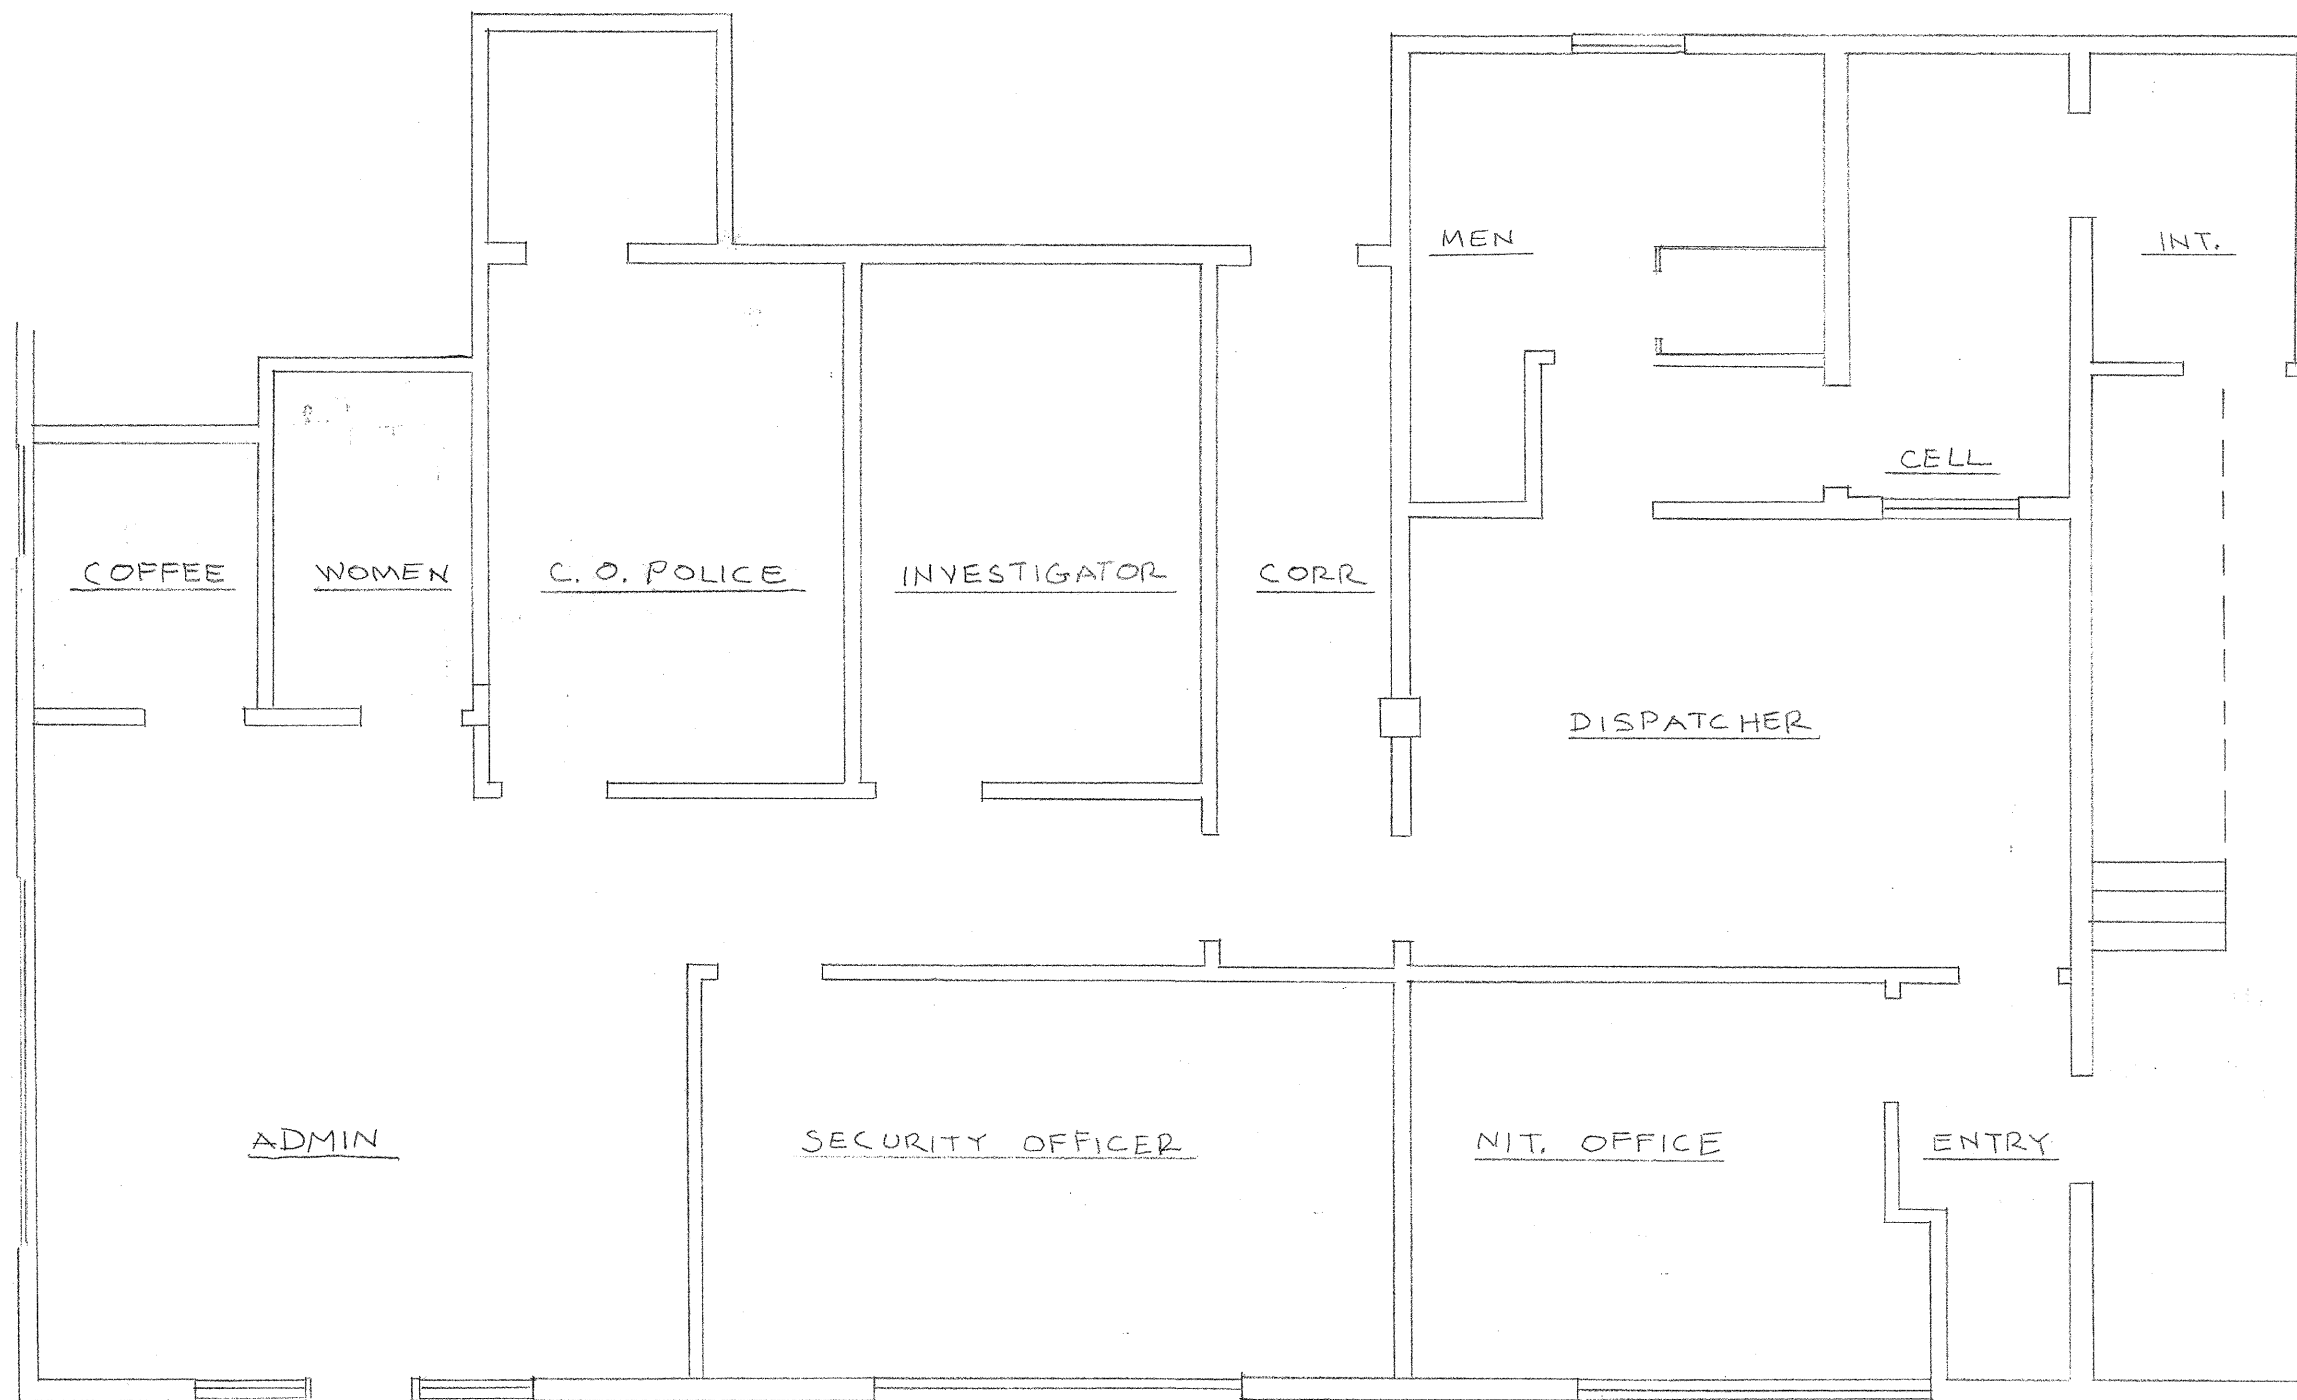 MEN
INT.
CELL
COFFEE
WOMEN
C. O. POLICE
INVESTIGATOR
CORR
DISPATCHER
ADMIN
SECURITY OFFICER
NIT. OFFICE
ENTRY